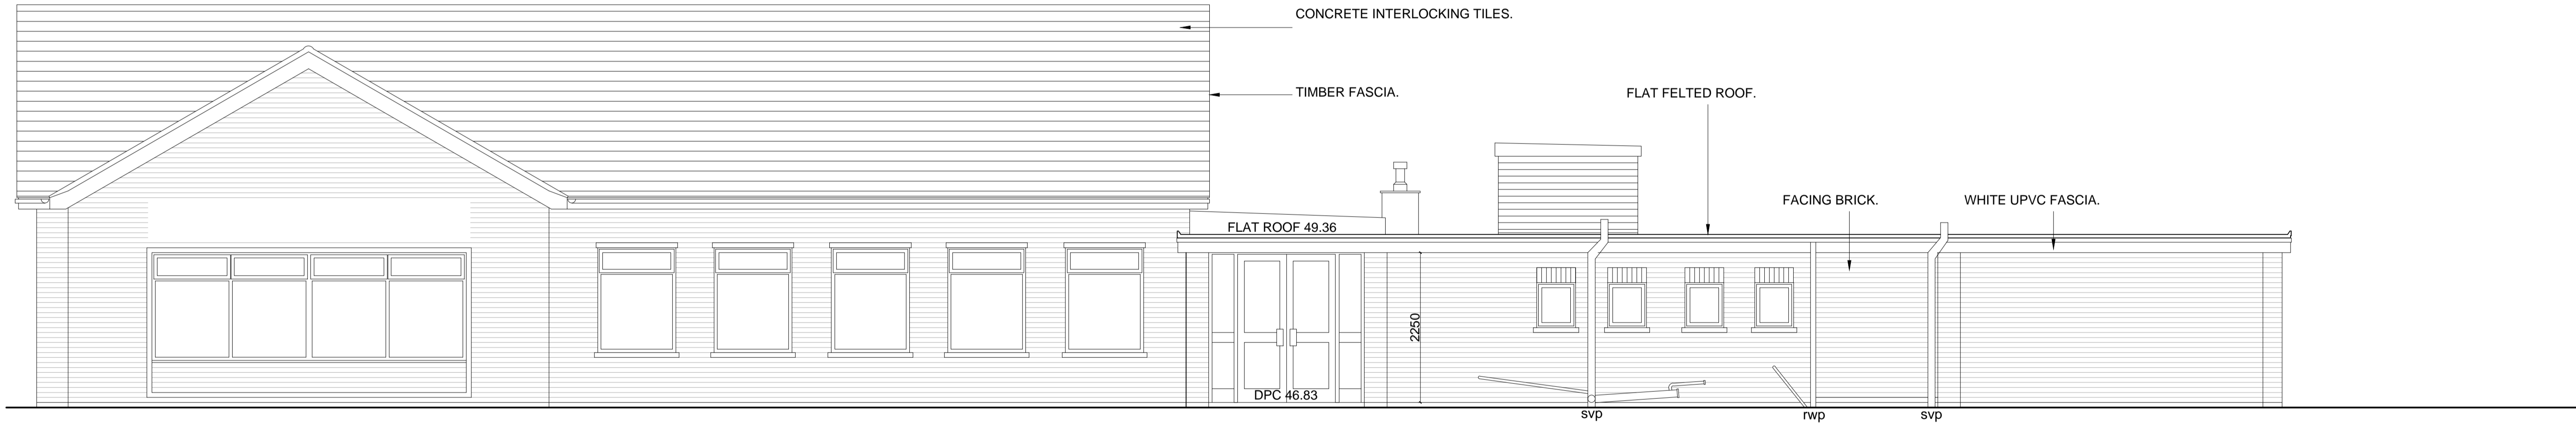 CONCRETE INTERLOCKING TILES.
TIMBER FASCIA.
FLAT FELTED ROOF.
FACING BRICK.
WHITE UPVC FASCIA.
FLAT ROOF 49.36
2250
DPC 46.83
svp
rwp
svp